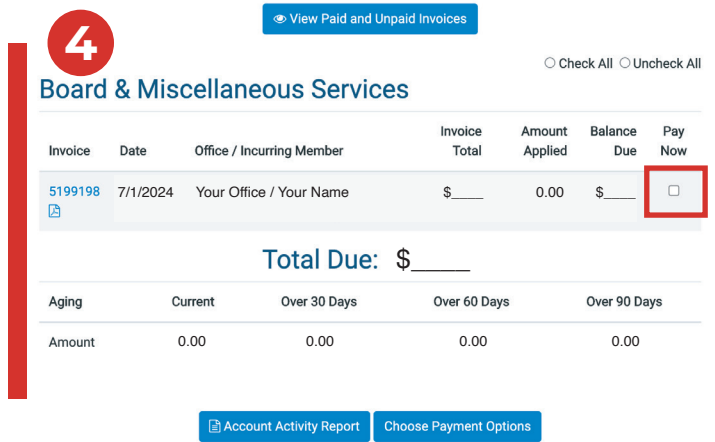 View Paid and Unpaid Invoices
4
Check All Uncheck All
Board & Miscellaneous Services
Invoice Date Office / Incurring Member Invoice Total Amount Applied Balance Due Pay Now
5199198 7/1/2024 Your Office / Your Name $____ 0.00 $____
Total Due: $____
Aging Current Over 30 Days Over 60 Days Over 90 Days
Amount 0.00 0.00 0.00 0.00
Account Activity Report Choose Payment Options